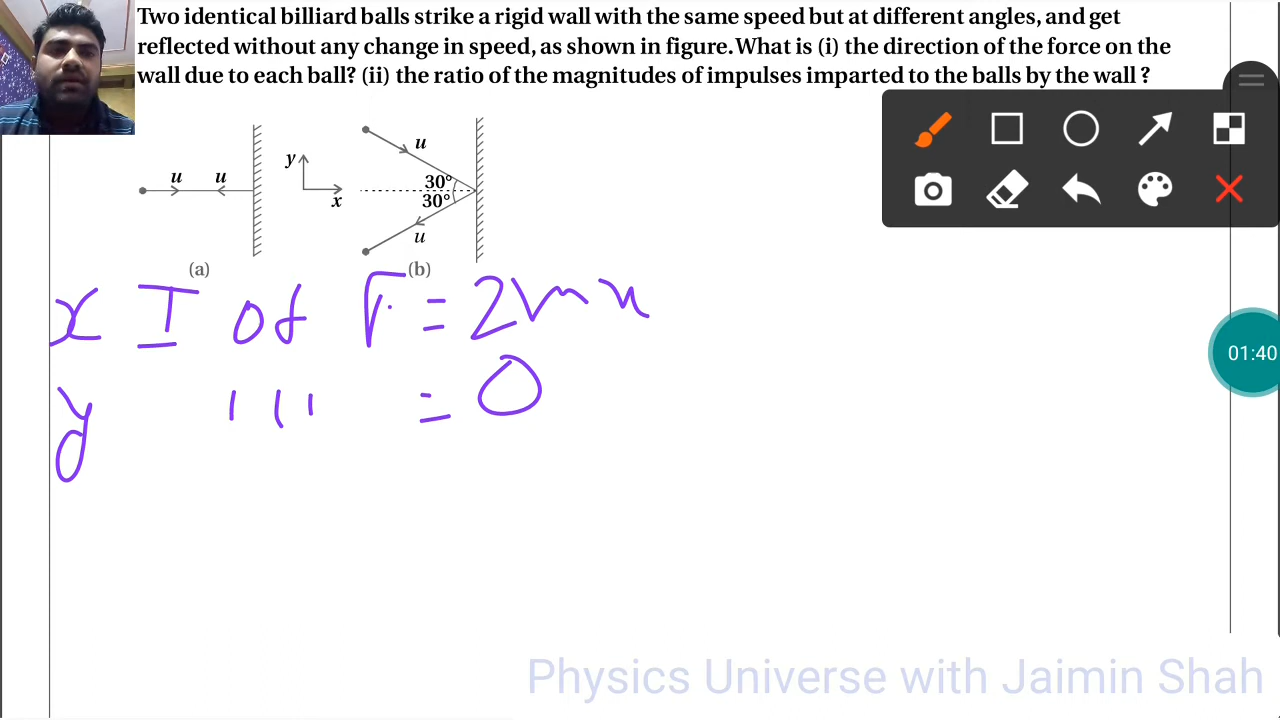 Two identical billiard balls strike a rigid wall with the same speed but at different angles, and get
reflected without any change in speed, as shown in figure.What is (i) the direction of the force on the
wall due to each ball? (ii) the ratio of the magnitudes of impulses imparted to the balls by the wall ?
u u
y
x
u
30°
30°
u
(a)
(b)
x I of F = 2mu
y ııı = 0
01:40
Physics Universe with Jaimin Shah